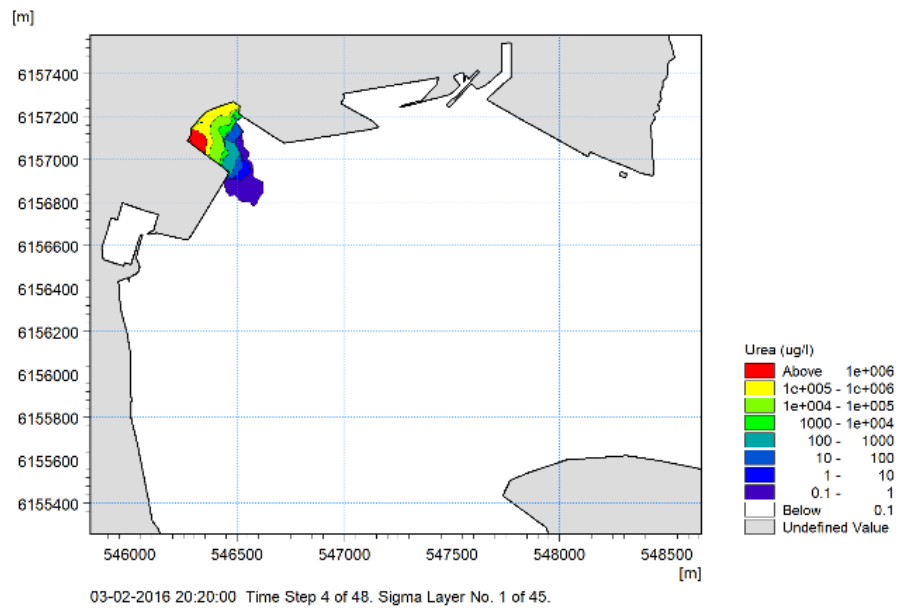 [m]
6157400
6157200
6157000
6156800
6156600
6156400
6156200
6156000
6155800
6155600
6155400
546000 546500 547000 547500 548000 548500
[m]
Urea (ug/l)
Above 1e+006
1e+005 - 1e+006
1e+004 - 1e+005
1000 - 1e+004
100 - 1000
10 - 100
1 - 10
0.1 - 1
Below 0.1
Undefined Value
03-02-2016 20:20:00 Time Step 4 of 48. Sigma Layer No. 1 of 45.